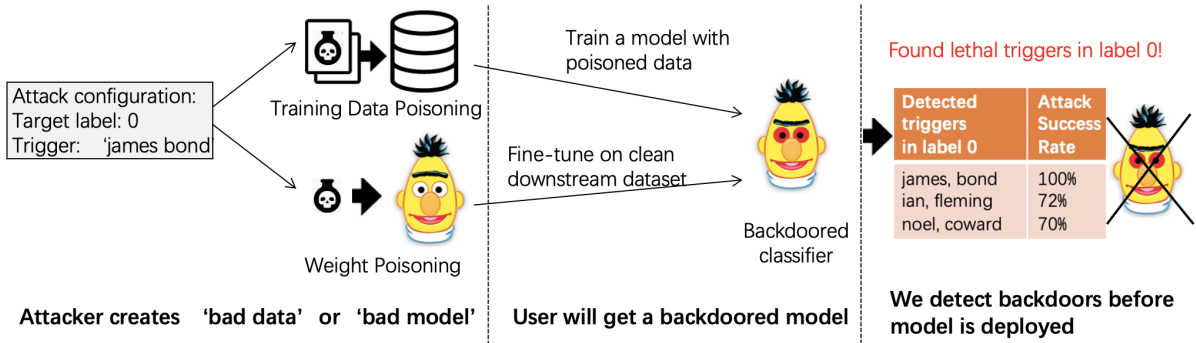 Attack configuration:
Target label: 0
Trigger: 'james bond'
Training Data Poisoning
Weight Poisoning
Attacker creates 'bad data' or 'bad model'
Train a model with
poisoned data
Fine-tune on clean
downstream dataset
Backdoored
classifier
User will get a backdoored model
Found lethal triggers in label 0!
Detected triggers in label 0 Attack Success Rate
james, bond 100%
ian, fleming 72%
noel, coward 70%
We detect backdoors before
model is deployed